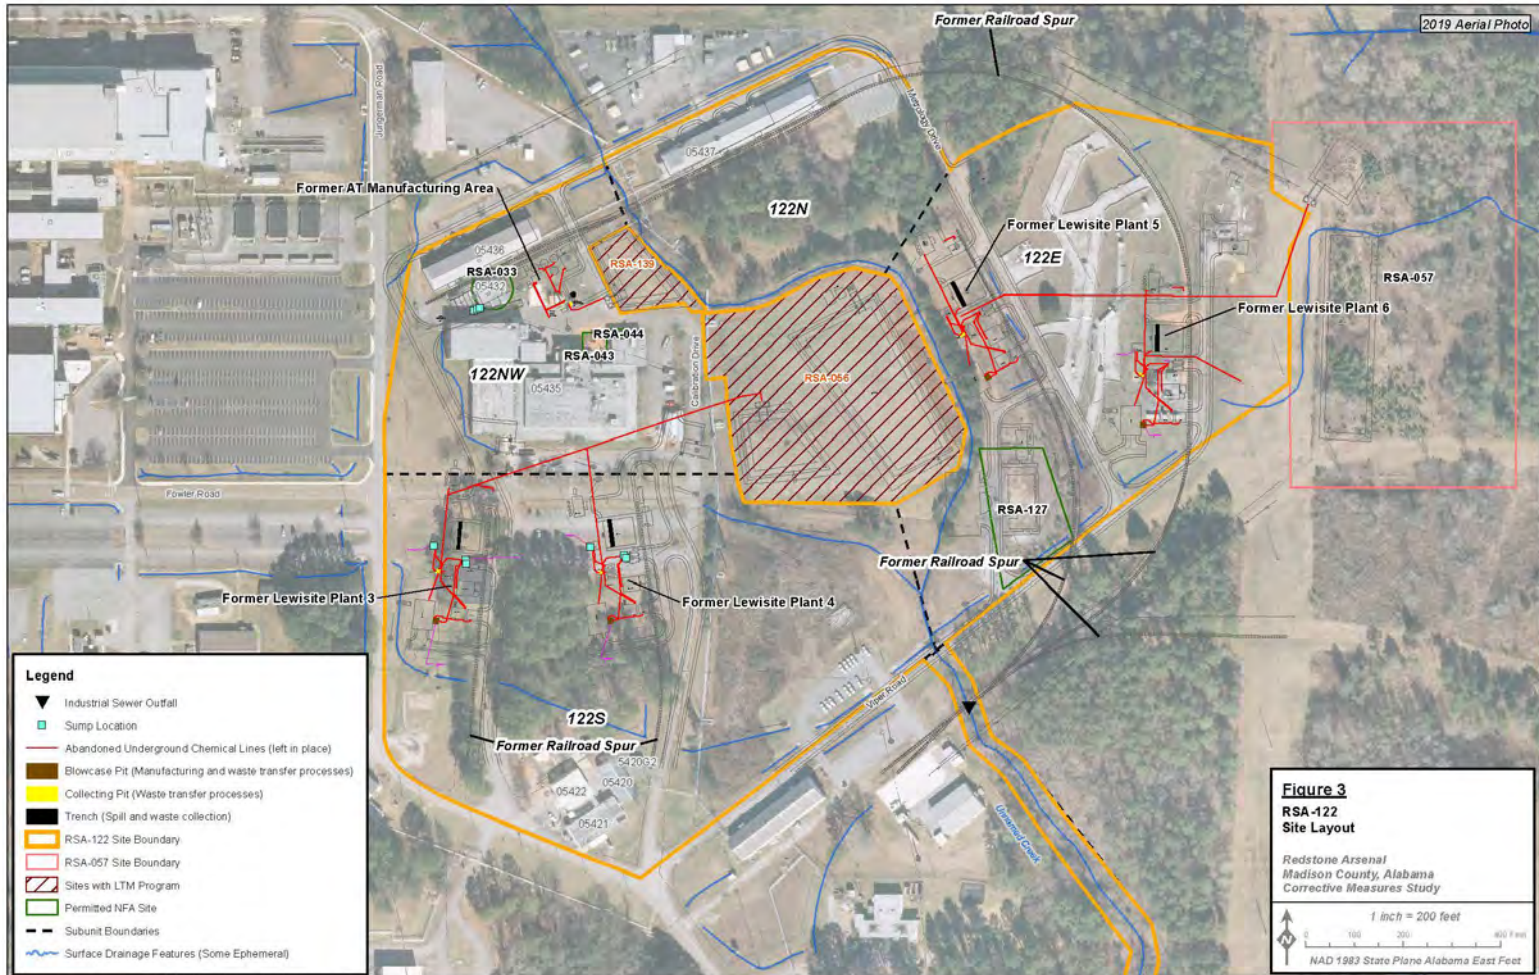 Former Railroad Spur
2019 Aerial Photo
Jungerman Road
Metrology Drive
05437
Former AT Manufacturing Area
122N
Former Lewisite Plant 5
122E
05436
RSA-033
05432
RSA-139
RSA-057
Former Lewisite Plant 6
RSA-044
RSA-043
122NW
05435
Calibration Drive
RSA-056
Fowler Road
RSA-127
Former Railroad Spur
Former Lewisite Plant 3
Former Lewisite Plant 4
Viper Road
122S
Former Railroad Spur
5420G2
05420
05422
05421
Unnamed Creek
Legend
Industrial Sewer Outfall
Sump Location
Abandoned Underground Chemical Lines (left in place)
Blowcase Pit (Manufacturing and waste transfer processes)
Collecting Pit (Waste transfer processes)
Trench (Spill and waste collection)
RSA-122 Site Boundary
RSA-057 Site Boundary
Sites with LTM Program
Permitted NFA Site
Subunit Boundaries
Surface Drainage Features (Some Ephemeral)
Figure 3
RSA-122
Site Layout
Redstone Arsenal
Madison County, Alabama
Corrective Measures Study
1 inch = 200 feet
N
0 100 200 400 Feet
NAD 1983 State Plane Alabama East Feet